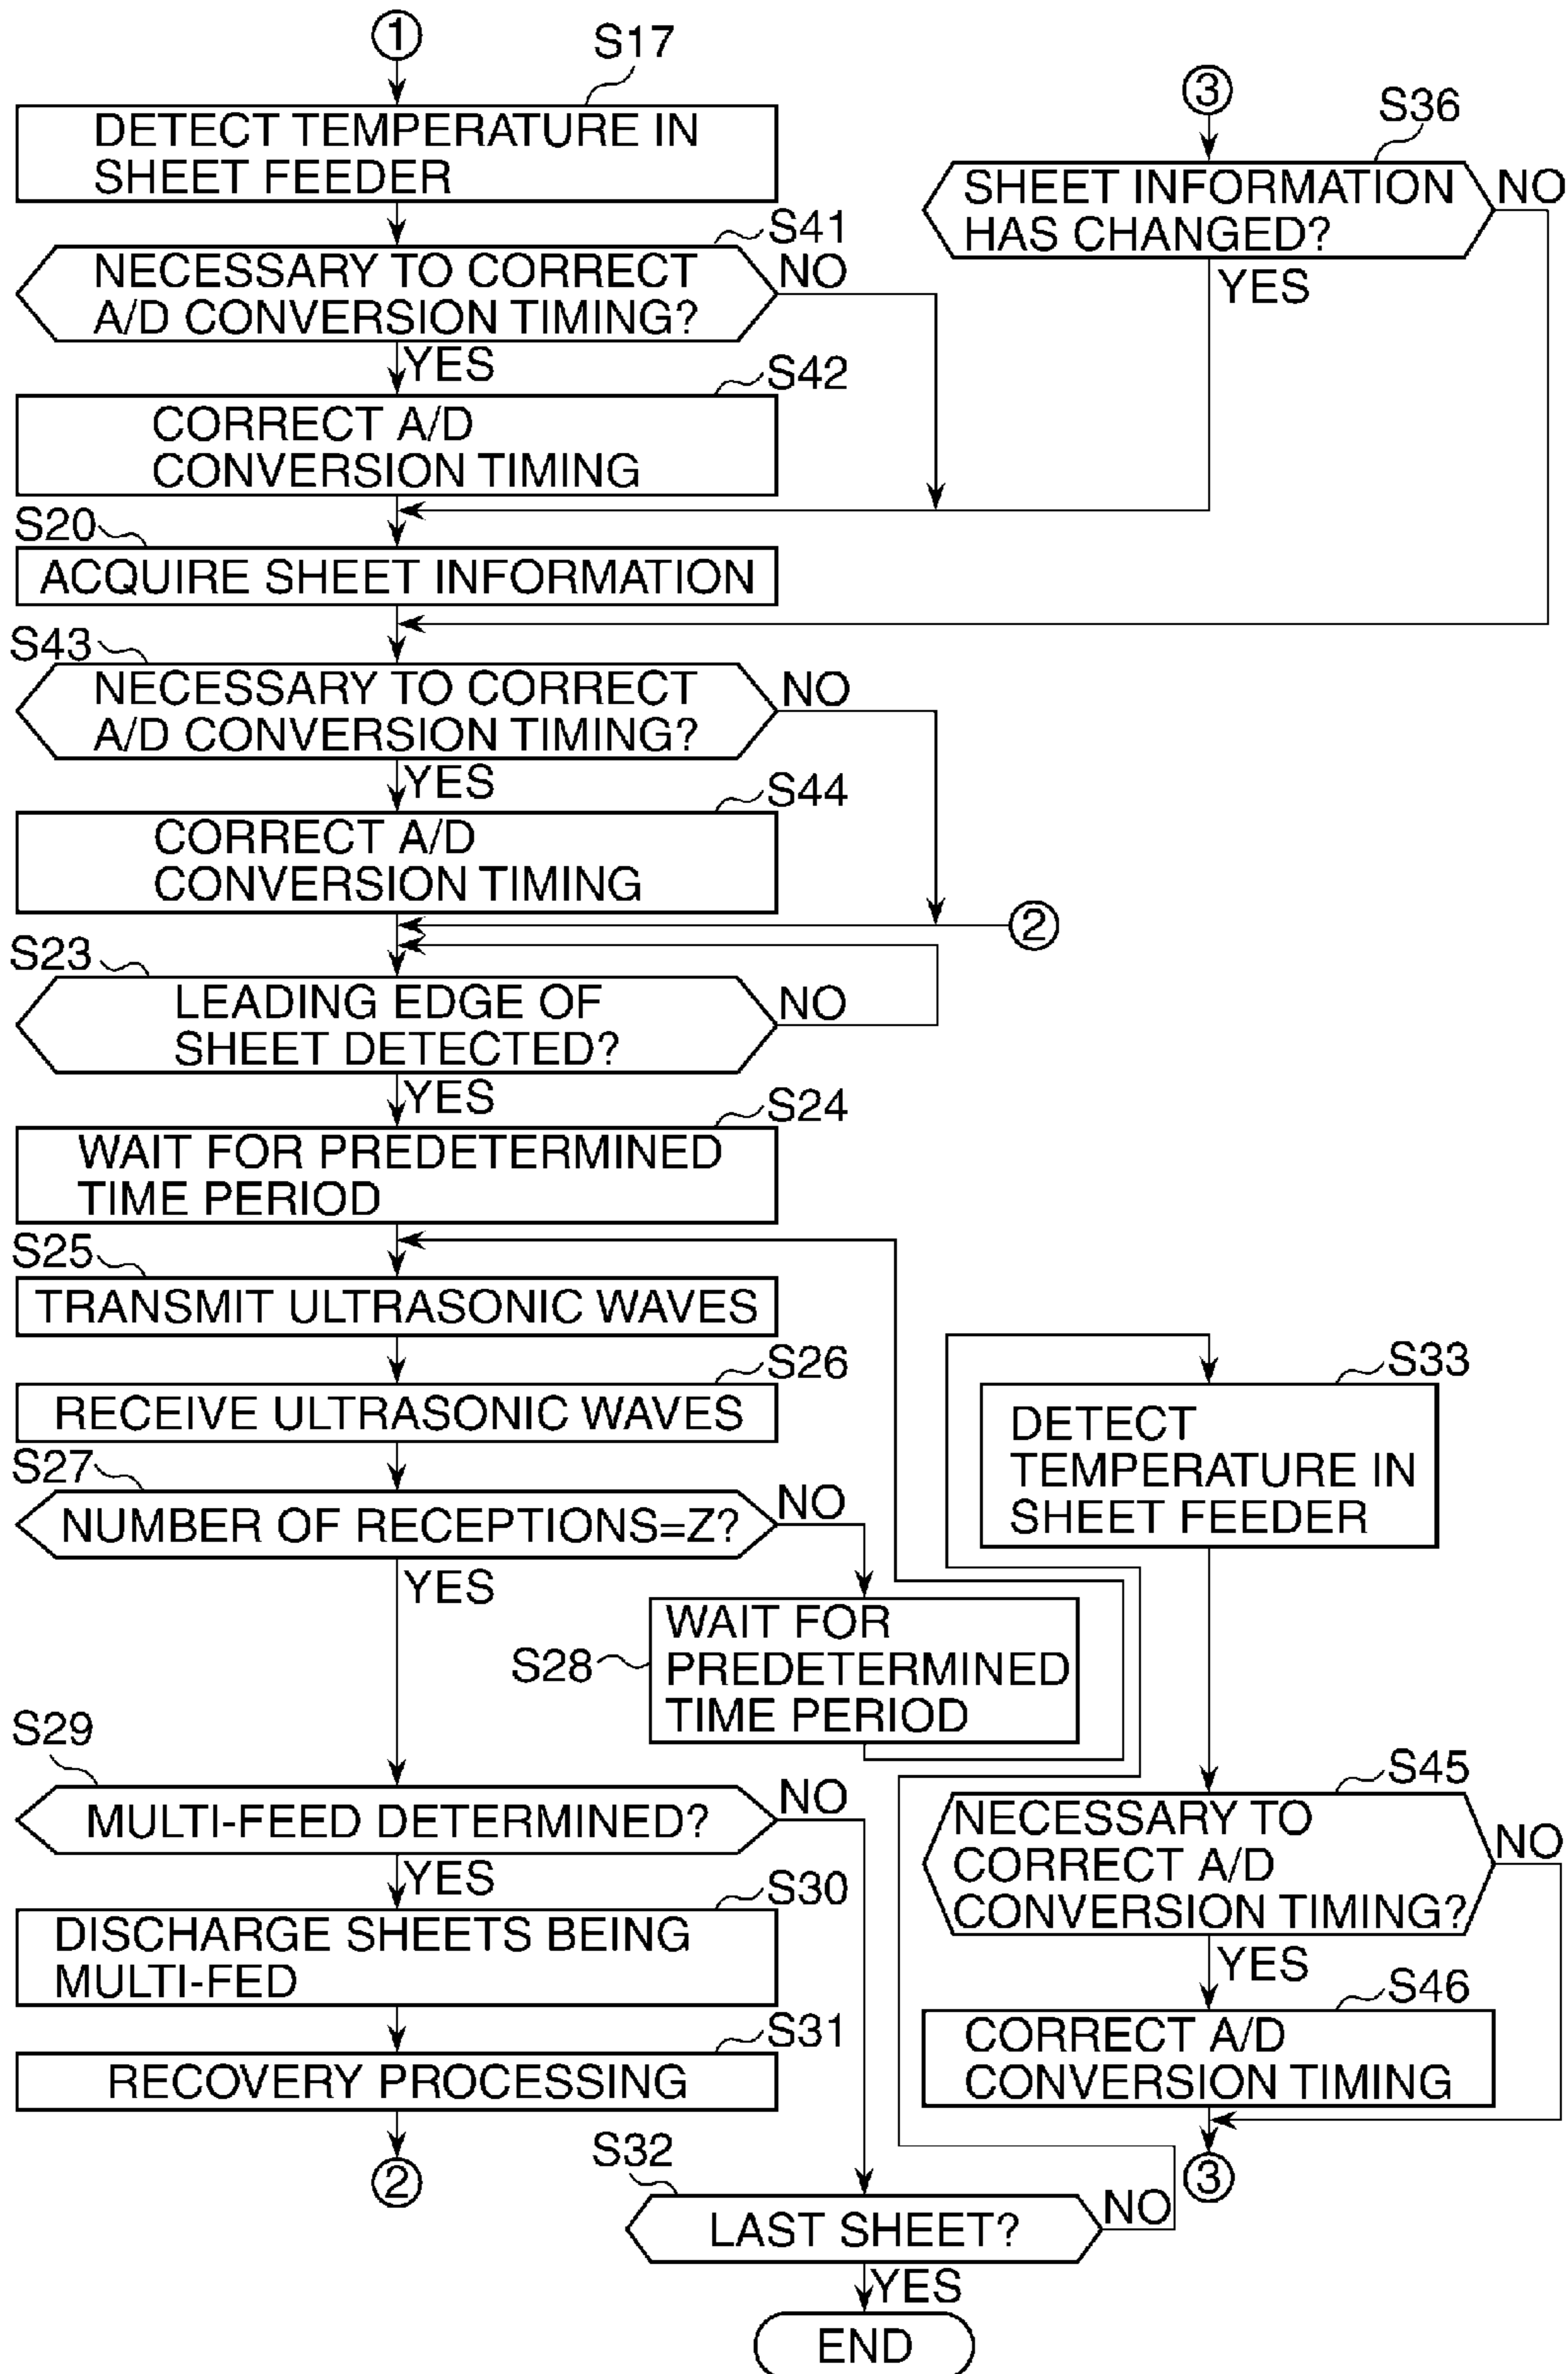 1
S17
DETECT TEMPERATURE IN
SHEET FEEDER
S41
NECESSARY TO CORRECT
A/D CONVERSION TIMING?
NO
YES
S42
CORRECT A/D
CONVERSION TIMING
3
S36
SHEET INFORMATION
HAS CHANGED?
NO
YES
S20
ACQUIRE SHEET INFORMATION
S43
NECESSARY TO CORRECT
A/D CONVERSION TIMING?
NO
YES
S44
CORRECT A/D
CONVERSION TIMING
2
S23
LEADING EDGE OF
SHEET DETECTED?
NO
YES
S24
WAIT FOR PREDETERMINED
TIME PERIOD
S25
TRANSMIT ULTRASONIC WAVES
S26
RECEIVE ULTRASONIC WAVES
S27
NUMBER OF RECEPTIONS=Z?
NO
YES
S28
WAIT FOR
PREDETERMINED
TIME PERIOD
S29
MULTI-FEED DETERMINED?
NO
YES
S30
DISCHARGE SHEETS BEING
MULTI-FED
S31
RECOVERY PROCESSING
2
S32
LAST SHEET?
NO
YES
END
S33
DETECT
TEMPERATURE IN
SHEET FEEDER
S45
NECESSARY TO
CORRECT A/D
CONVERSION TIMING?
NO
YES
S46
CORRECT A/D
CONVERSION TIMING
3